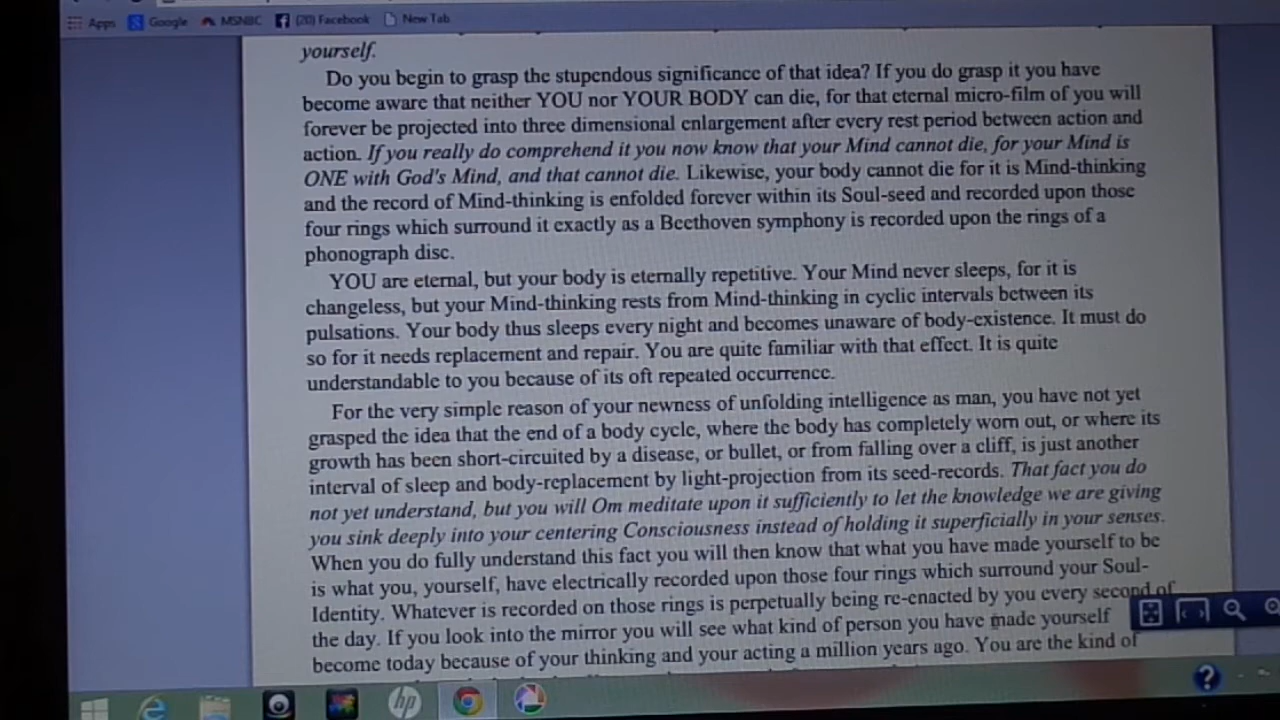 Apps Google MSNBC (20) Facebook New Tab
yourself.
Do you begin to grasp the stupendous significance of that idea? If you do grasp it you have
become aware that neither YOU nor YOUR BODY can die, for that eternal micro-film of you will
forever be projected into three dimensional enlargement after every rest period between action and
action. If you really do comprehend it you now know that your Mind cannot die, for your Mind is
ONE with God's Mind, and that cannot die. Likewise, your body cannot die for it is Mind-thinking
and the record of Mind-thinking is enfolded forever within its Soul-seed and recorded upon those
four rings which surround it exactly as a Beethoven symphony is recorded upon the rings of a
phonograph disc.
YOU are eternal, but your body is eternally repetitive. Your Mind never sleeps, for it is
changeless, but your Mind-thinking rests from Mind-thinking in cyclic intervals between its
pulsations. Your body thus sleeps every night and becomes unaware of body-existence. It must do
so for it needs replacement and repair. You are quite familiar with that effect. It is quite
understandable to you because of its oft repeated occurrence.
For the very simple reason of your newness of unfolding intelligence as man, you have not yet
grasped the idea that the end of a body cycle, where the body has completely worn out, or where its
growth has been short-circuited by a disease, or bullet, or from falling over a cliff, is just another
interval of sleep and body-replacement by light-projection from its seed-records. That fact you do
not yet understand, but you will Om meditate upon it sufficiently to let the knowledge we are giving
you sink deeply into your centering Consciousness instead of holding it superficially in your senses.
When you do fully understand this fact you will then know that what you have made yourself to be
is what you, yourself, have electrically recorded upon those four rings which surround your Soul-
Identity. Whatever is recorded on those rings is perpetually being re-enacted by you every second of
the day. If you look into the mirror you will see what kind of person you have made yourself
become today because of your thinking and your acting a million years ago. You are the kind of
hp